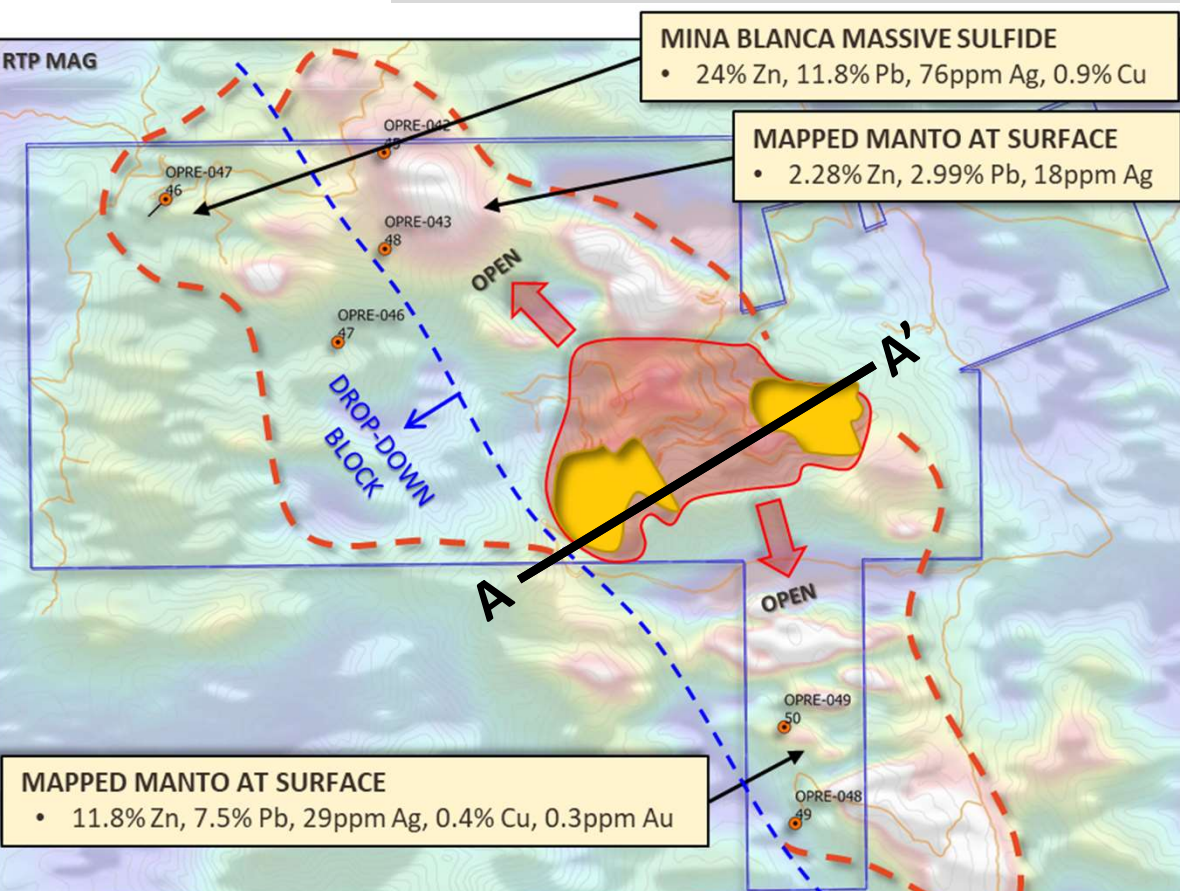 MINA BLANCA MASSIVE SULFIDE
• 24% Zn, 11.8% Pb, 76ppm Ag, 0.9% Cu
RTP MAG
OPRE-042
45
MAPPED MANTO AT SURFACE
• 2.28% Zn, 2.99% Pb, 18ppm Ag
OPRE-047
46
OPRE-043
48
OPEN
OPRE-046
47
A’
DROP-DOWN
BLOCK
A
OPEN
OPRE-049
50
MAPPED MANTO AT SURFACE
• 11.8% Zn, 7.5% Pb, 29ppm Ag, 0.4% Cu, 0.3ppm Au
OPRE-048
49